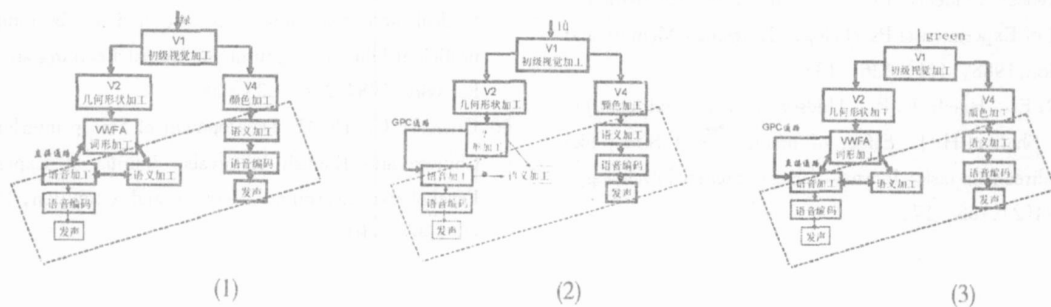 V1
初级视觉加工
V2
几何形状加工
V4
颜色加工
VWFA
词形加工
语义加工
直接通路
语音加工
语义加工
语音编码
语音编码
发声
发声
(1)
V1
初级视觉加工
V2
几何形状加工
V4
颜色加工
GPC通路
语义加工
语音加工
语音编码
语音编码
发声
发声
(2)
green
V1
初级视觉加工
V2
几何形状加工
V4
颜色加工
GPC通路
VWFA
词形加工
语义加工
直接通路
语音加工
语义加工
语音编码
语音编码
发声
发声
(3)